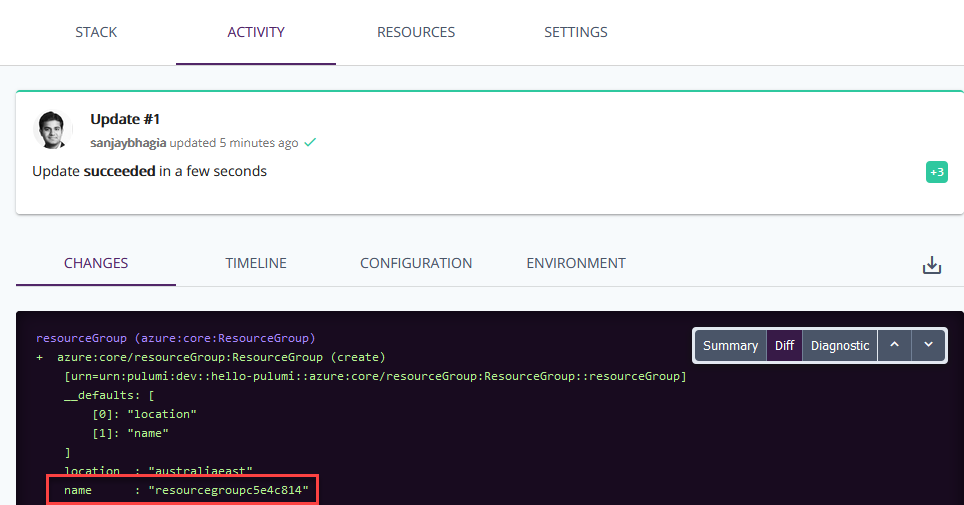 STACK ACTIVITY RESOURCES SETTINGS
Update #1
sanjaybhagia updated 5 minutes ago
Update succeeded in a few seconds
+3
CHANGES TIMELINE CONFIGURATION ENVIRONMENT
Summary Diff Diagnostic
resourceGroup (azure:core:ResourceGroup)
+ azure:core/resourceGroup:ResourceGroup (create)
[urn=urn:pulumi:dev::hello-pulumi::azure:core/resourceGroup:ResourceGroup::resourceGroup]
__defaults: [
[0]: "location"
[1]: "name"
]
location : "australiaeast"
name : "resourcegroupc5e4c814"